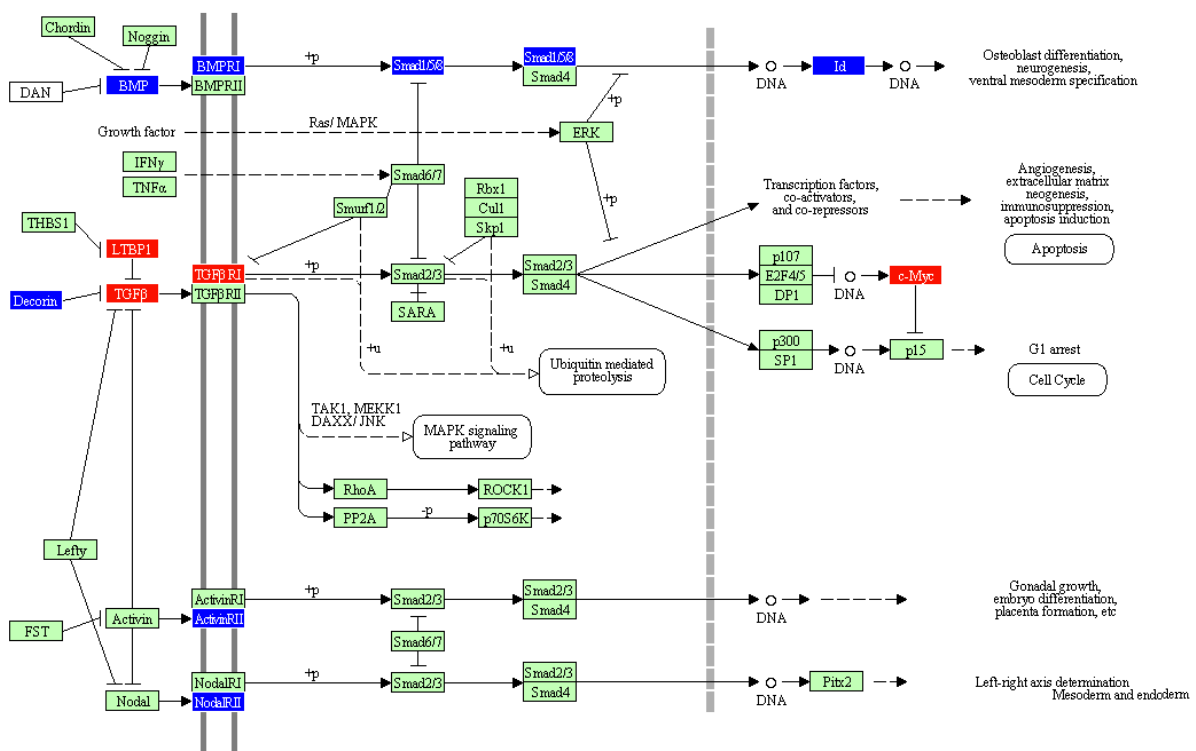 Chordin
Noggin
DAN
BMP
BMPRI
BMPRII
+p
Smad1/5/8
Smad1/5/8
Smad4
DNA
Id
DNA
Osteoblast differentiation,
neurogenesis,
ventral mesoderm specification
Growth factor
Ras/ MAPK
ERK
+p
+p
IFNγ
TNFα
Smad6/7
Smurf1/2
Rbx1
Cul1
Skp1
Transcription factors,
co-activators,
and co-repressors
Angiogenesis,
extracellular matrix
neogenesis,
immunosuppression,
apoptosis induction
Apoptosis
THBS1
LTBP1
Decorin
TGFβ
TGFβ RI
TGFβ RII
+p
Smad2/3
SARA
Smad2/3
Smad4
p107
E2F4/5
DP1
DNA
c-Myc
p300
SP1
DNA
p15
G1 arrest
Cell Cycle
+u
+u
Ubiquitin mediated
proteolysis
TAK1, MEKK1
DAXX/ JNK
MAPK signaling
pathway
RhoA
ROCK1
PP2A
-p
p70S6K
Lefty
FST
Activin
ActivinRI
ActivinRII
+p
Smad2/3
Smad2/3
Smad4
DNA
Gonadal growth,
embryo differentiation,
placenta formation, etc
Smad6/7
Nodal
NodalRI
NodalRII
+p
Smad2/3
Smad2/3
Smad4
DNA
Pitx2
Left-right axis determination
Mesoderm and endoderm